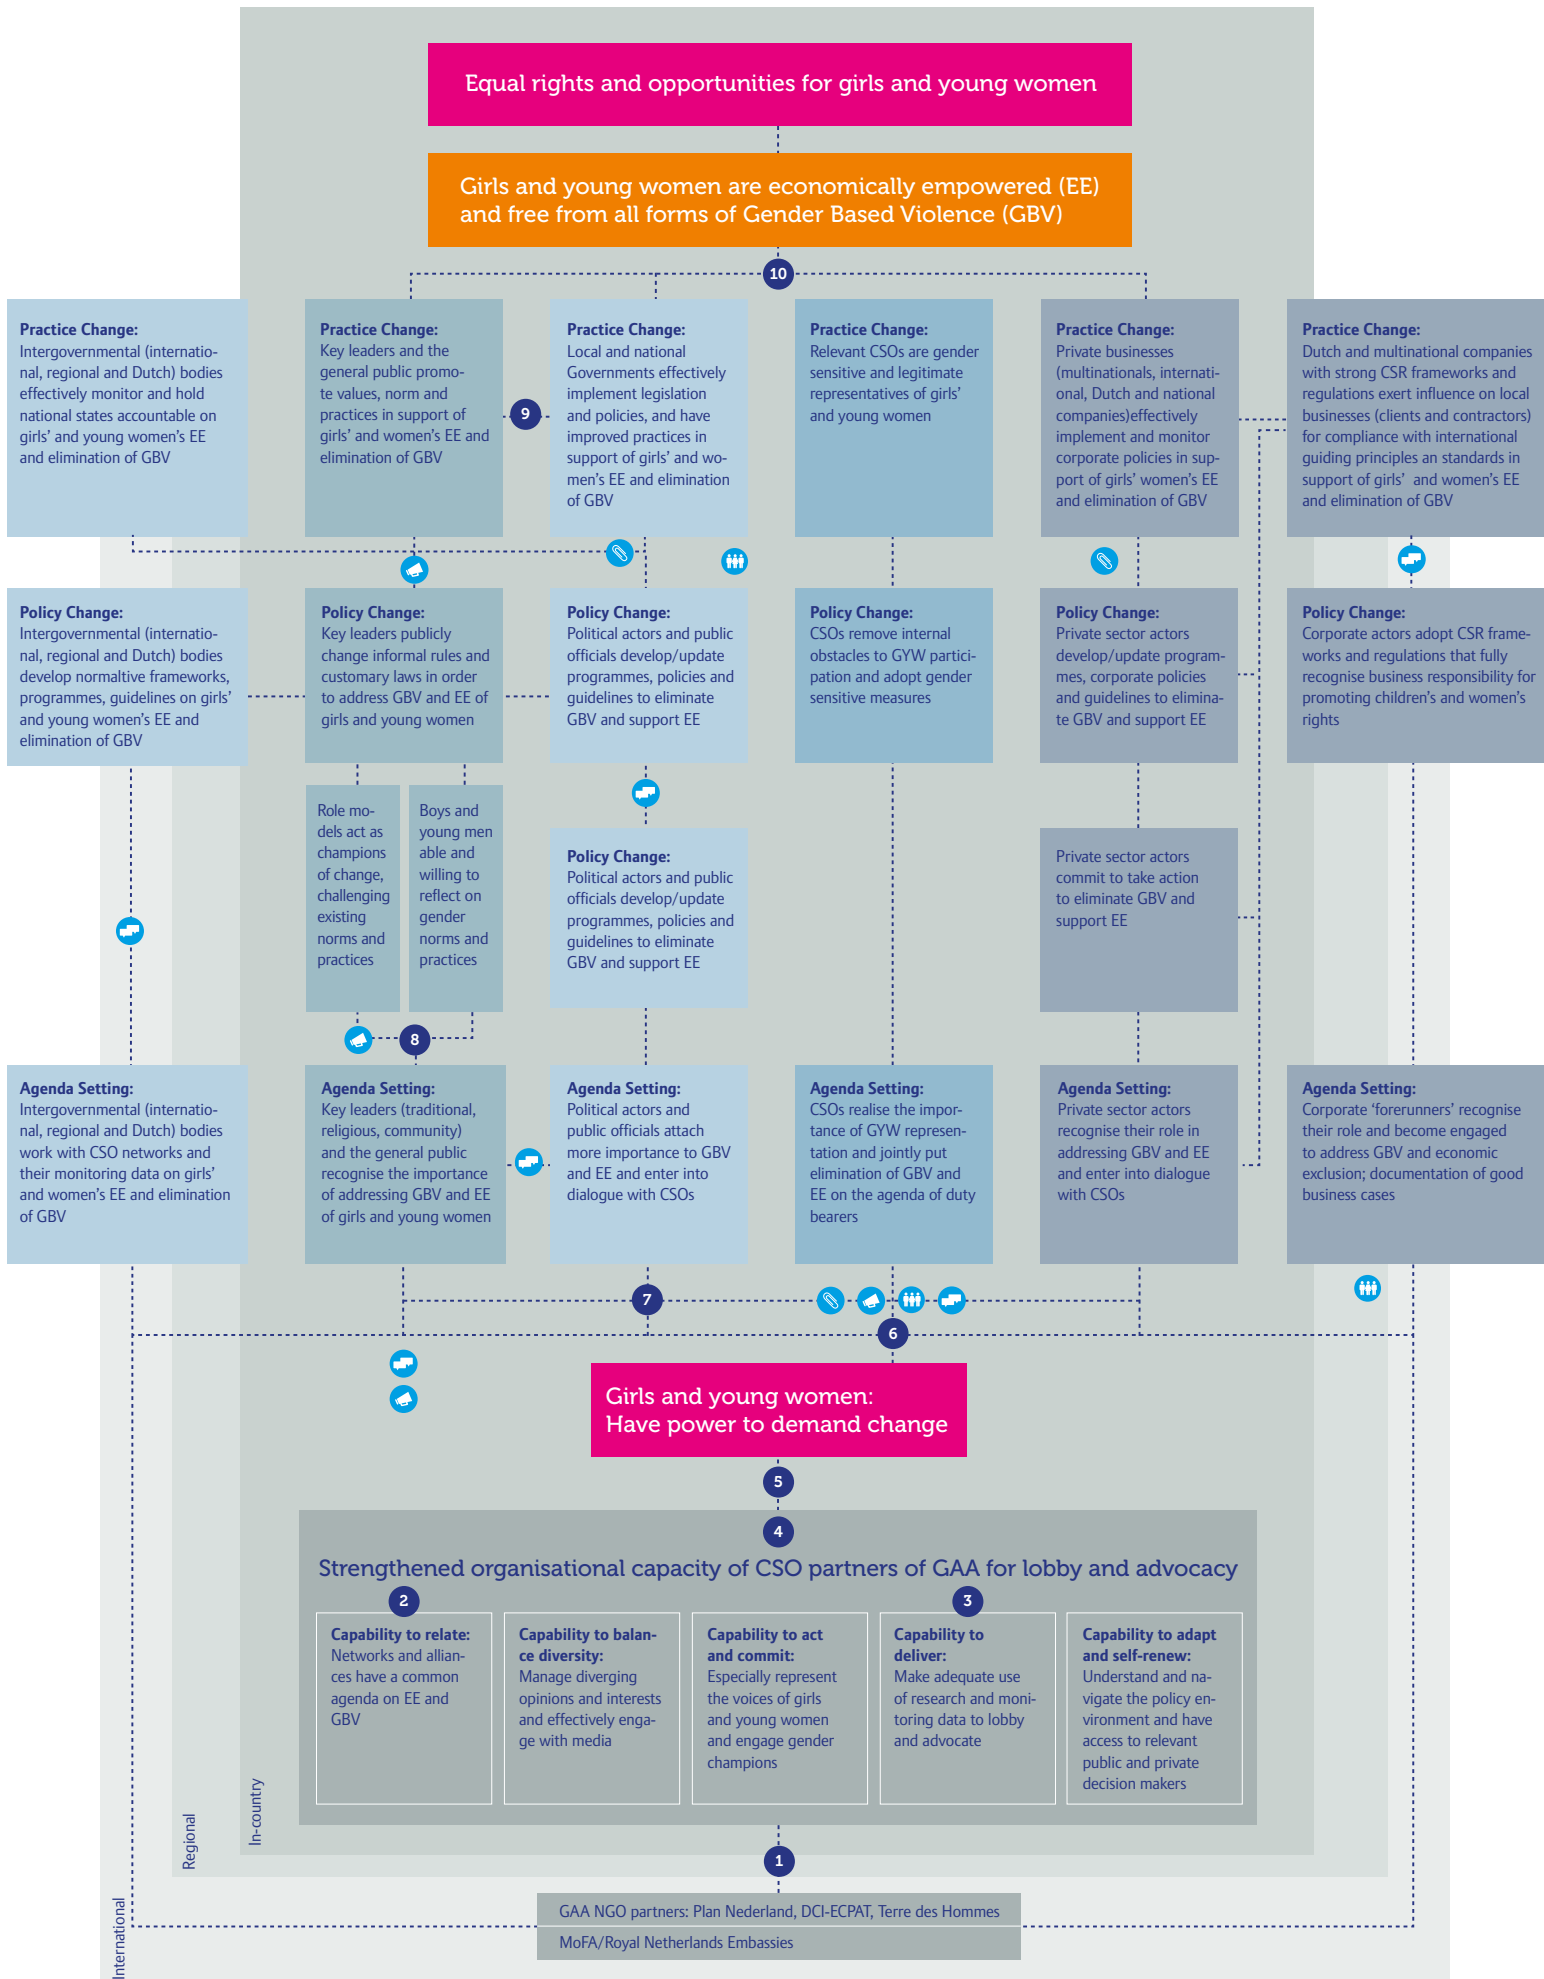 Equal rights and opportunities for girls and young women
Girls and young women are economically empowered (EE)
and free from all forms of Gender Based Violence (GBV)
10
Practice Change:
Intergovernmental (internatio-
nal, regional and Dutch) bodies
effectively monitor and hold
national states accountable on
girls' and young women's EE
and elimination of GBV
Practice Change:
Key leaders and the
general public promo-
te values, norm and
practices in support of
girls' and women's EE and
elimination of GBV
9
Practice Change:
Local and national
Governments effectively
implement legislation
and policies, and have
improved practices in
support of girls' and wo-
men's EE and elimination
of GBV
Practice Change:
Relevant CSOs are gender
sensitive and legitimate
representatives of girls'
and young women
Practice Change:
Private businesses
(multinationals, internati-
onal, Dutch and national
companies)effectively
implement and monitor
corporate policies in sup-
port of girls' women's EE
and elimination of GBV
Practice Change:
Dutch and multinational companies
with strong CSR frameworks and
regulations exert influence on local
businesses (clients and contractors)
for compliance with international
guiding principles an standards in
support of girls' and women's EE
and elimination of GBV
Policy Change:
Intergovernmental (internatio-
nal, regional and Dutch) bodies
develop normaltive frameworks,
programmes, guidelines on girls'
and young women's EE and
elimination of GBV
Policy Change:
Key leaders publicly
change informal rules and
customary laws in order
to address GBV and EE of
girls and young women
Policy Change:
Political actors and public
officials develop/update
programmes, policies and
guidelines to eliminate
GBV and support EE
Policy Change:
CSOs remove internal
obstacles to GYW partici-
pation and adopt gender
sensitive measures
Policy Change:
Private sector actors
develop/update program-
mes, corporate policies
and guidelines to elimina-
te GBV and support EE
Policy Change:
Corporate actors adopt CSR frame-
works and regulations that fully
recognise business responsibility for
promoting children's and women's
rights
Role mo-
dels act as
champions
of change,
challenging
existing
norms and
practices
Boys and
young men
able and
willing to
reflect on
gender
norms and
practices
Policy Change:
Political actors and public
officials develop/update
programmes, policies and
guidelines to eliminate
GBV and support EE
Private sector actors
commit to take action
to eliminate GBV and
support EE
8
Agenda Setting:
Intergovernmental (internatio-
nal, regional and Dutch) bodies
work with CSO networks and
their monitoring data on girls'
and women's EE and elimination
of GBV
Agenda Setting:
Key leaders (traditional,
religious, community)
and the general public
recognise the importance
of addressing GBV and EE
of girls and young women
Agenda Setting:
Political actors and
public officials attach
more importance to GBV
and EE and enter into
dialogue with CSOs
Agenda Setting:
CSOs realise the impor-
tance of GYW represen-
tation and jointly put
elimination of GBV and
EE on the agenda of duty
bearers
Agenda Setting:
Private sector actors
recognise their role in
addressing GBV and EE
and enter into dialogue
with CSOs
Agenda Setting:
Corporate 'forerunners' recognise
their role and become engaged
to address GBV and economic
exclusion; documentation of good
business cases
7
6
Girls and young women:
Have power to demand change
5
4
Strengthened organisational capacity of CSO partners of GAA for lobby and advocacy
2
3
Capability to relate:
Networks and allian-
ces have a common
agenda on EE and
GBV
Capability to balan-
ce diversity:
Manage diverging
opinions and interests
and effectively enga-
ge with media
Capability to act
and commit:
Especially represent
the voices of girls
and young women
and engage gender
champions
Capability to
deliver:
Make adequate use
of research and moni-
toring data to lobby
and advocate
Capability to adapt
and self-renew:
Understand and na-
vigate the policy en-
vironment and have
access to relevant
public and private
decision makers
In-country
Regional
International
1
GAA NGO partners: Plan Nederland, DCI-ECPAT, Terre des Hommes
MoFA/Royal Netherlands Embassies